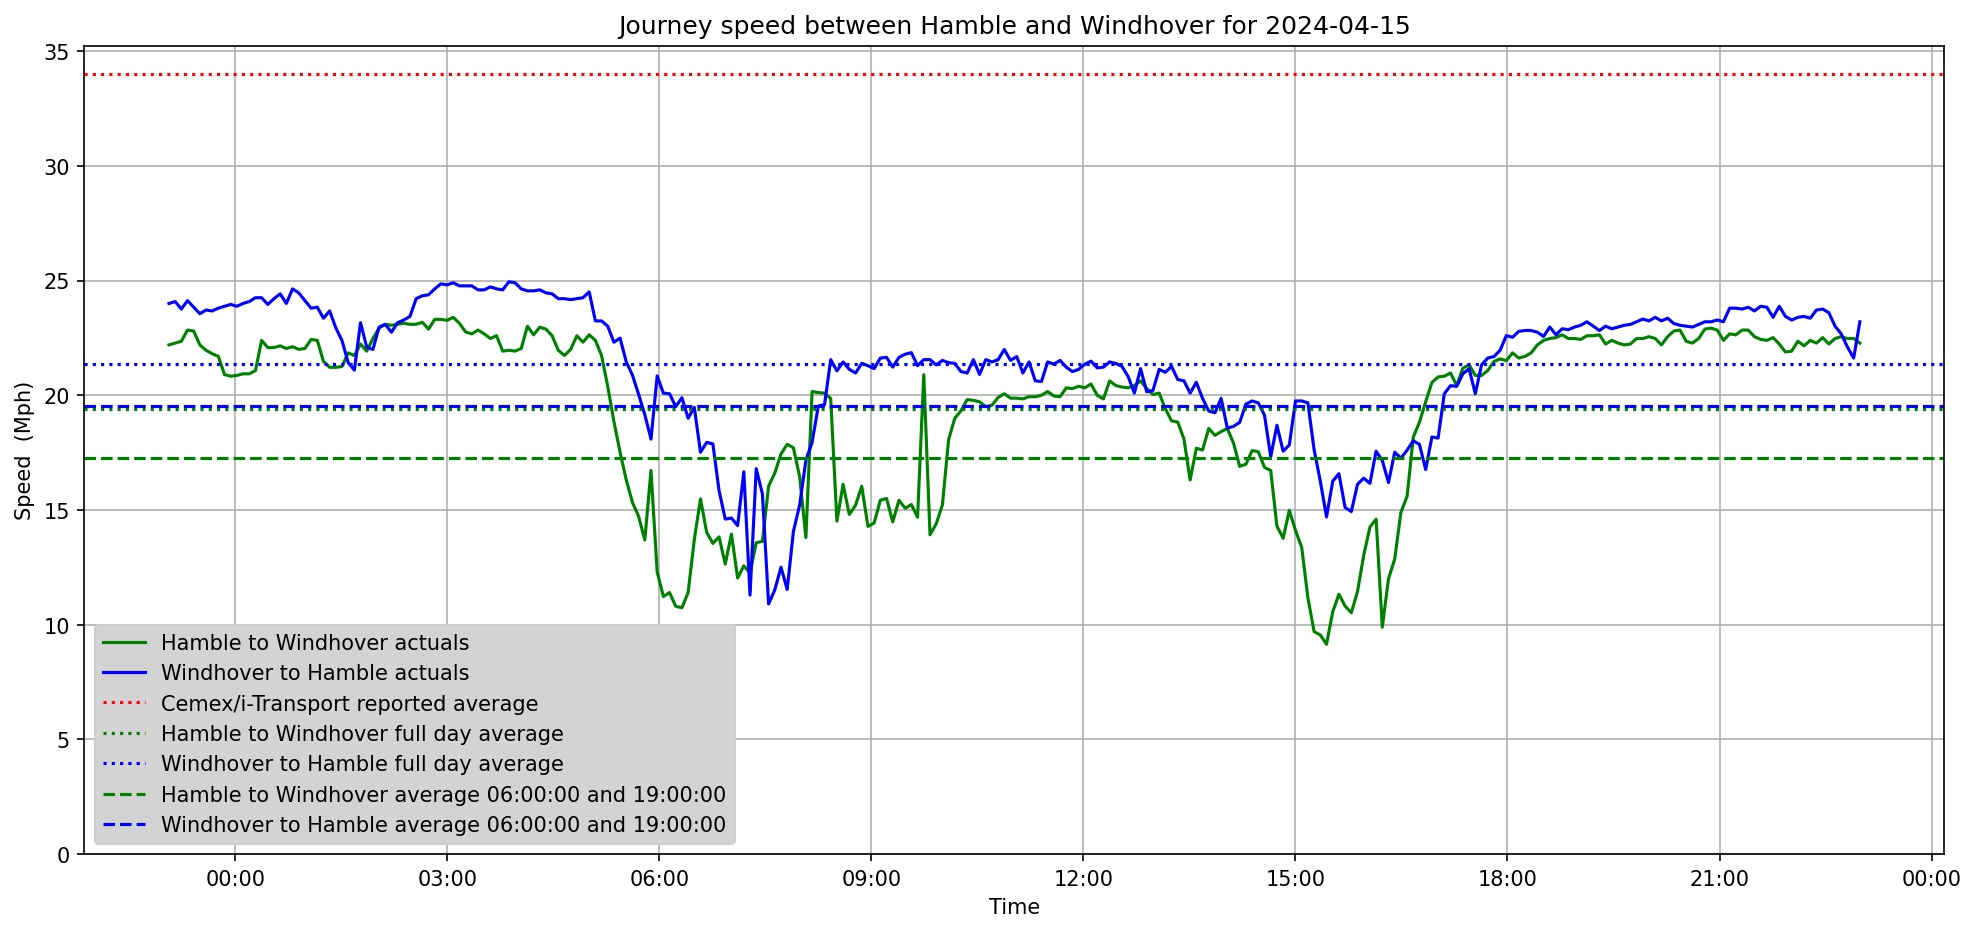 Journey speed between Hamble and Windhover for 2024-04-15
35
30
25
20
15
10
5
0
Speed (Mph)
Hamble to Windhover actuals
Windhover to Hamble actuals
Cemex/i-Transport reported average
Hamble to Windhover full day average
Windhover to Hamble full day average
Hamble to Windhover average 06:00:00 and 19:00:00
Windhover to Hamble average 06:00:00 and 19:00:00
00:00 03:00 06:00 09:00 12:00 15:00 18:00 21:00 00:00
Time